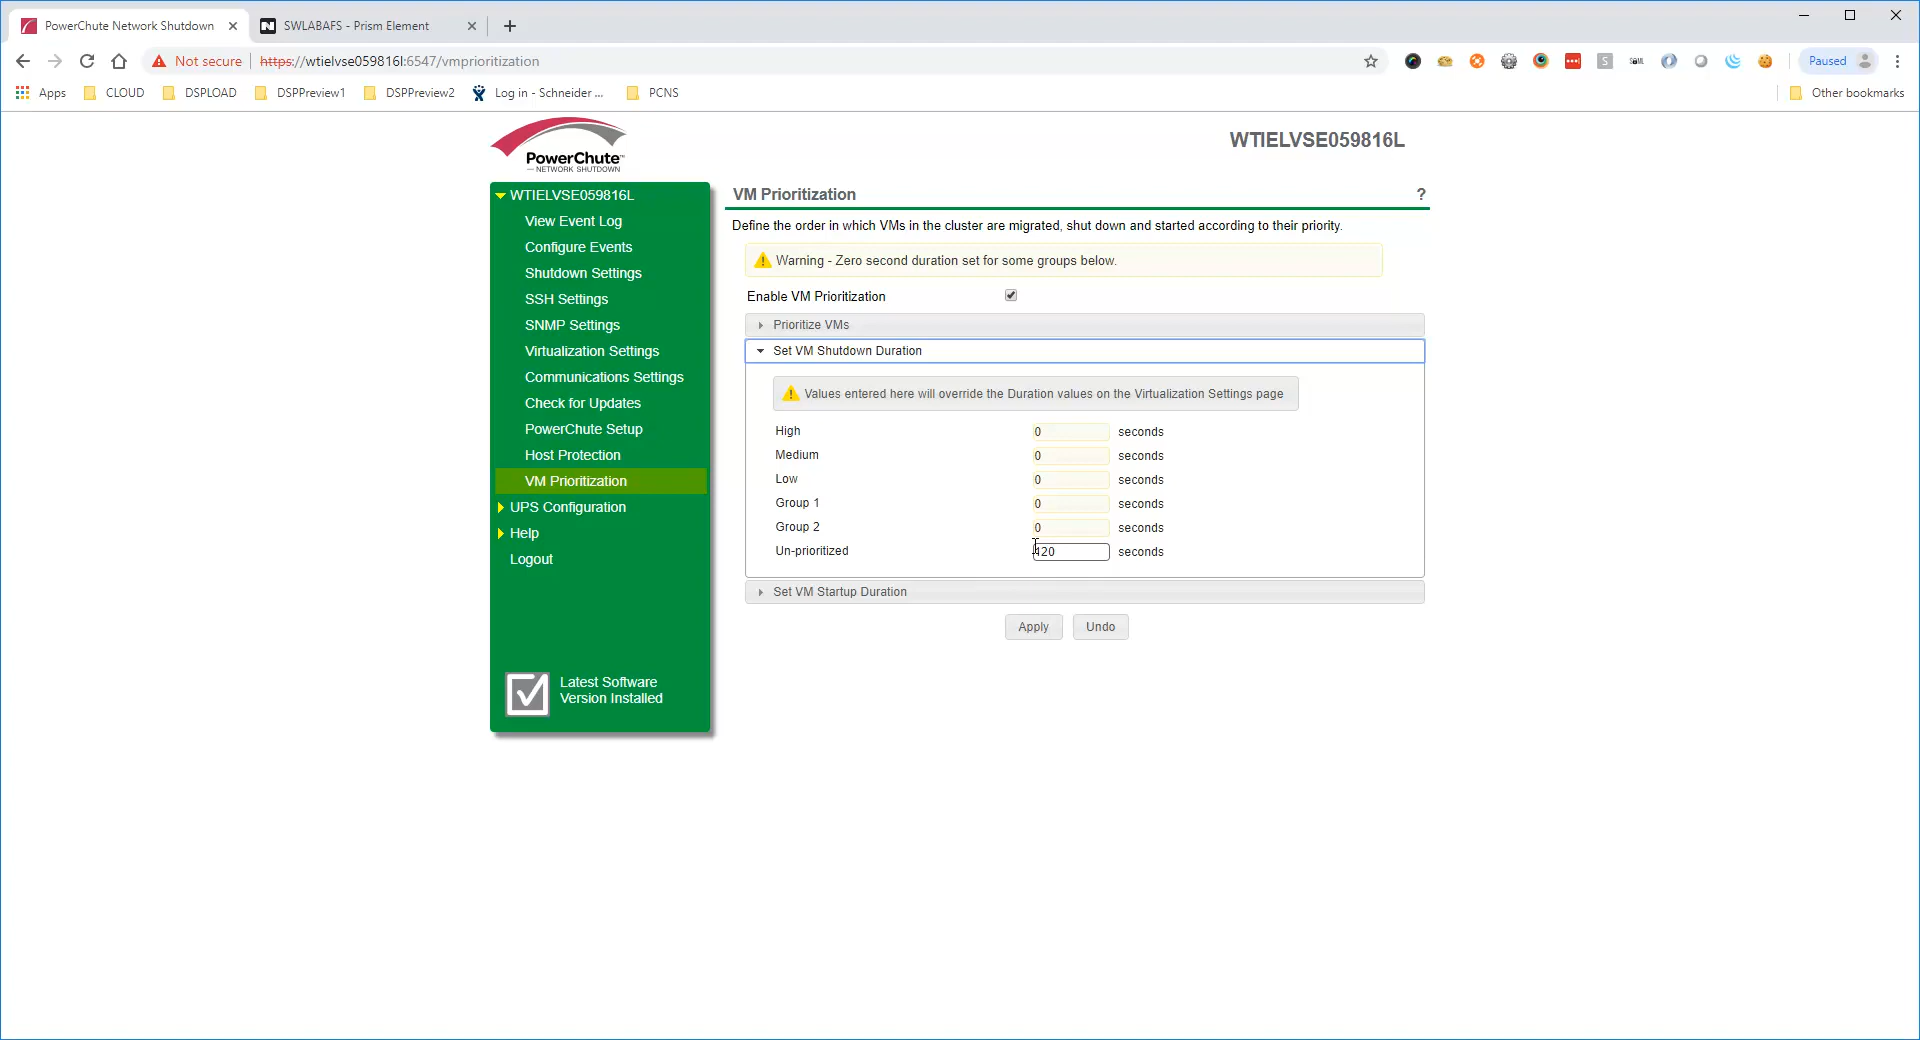 PowerChute Network Shutdown
SWLABAFS - Prism Element
Not secure
https://wtielvse059816l:6547/vmprioritization
Paused
Apps
CLOUD
DSPLOAD
DSPPreview1
DSPPreview2
Log in - Schneider ...
PCNS
Other bookmarks
PowerChute™
NETWORK SHUTDOWN
WTIELVSE059816L
WTIELVSE059816L
View Event Log
Configure Events
Shutdown Settings
SSH Settings
SNMP Settings
Virtualization Settings
Communications Settings
Check for Updates
PowerChute Setup
Host Protection
VM Prioritization
UPS Configuration
Help
Logout
Latest Software
Version Installed
VM Prioritization ?
Define the order in which VMs in the cluster are migrated, shut down and started according to their priority.
Warning - Zero second duration set for some groups below.
Enable VM Prioritization
Prioritize VMs
Set VM Shutdown Duration
Values entered here will override the Duration values on the Virtualization Settings page
High 0 seconds
Medium 0 seconds
Low 0 seconds
Group 1 0 seconds
Group 2 0 seconds
Un-prioritized 120 seconds
Set VM Startup Duration
Apply Undo